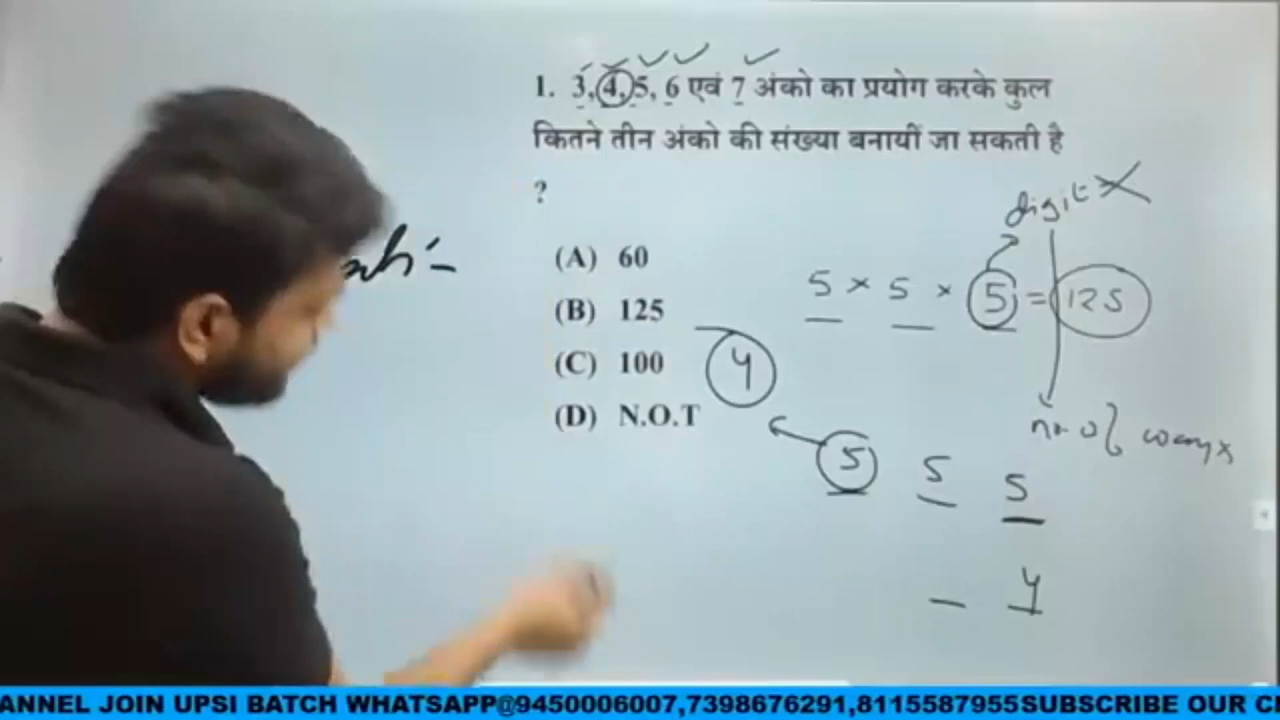 1. 3, 4, 5, 6 एवं 7 अंको का प्रयोग करके कुल
कितने तीन अंको की संख्या बनायीं जा सकती है
?
(A) 60
(B) 125
(C) 100
(D) N.O.T
digit
5 × 5 × 5 = 125
4
no of
5 5 5
4
ANNEL JOIN UPSI BATCH WHATSAPP@9450006007,7398676291,8115587955SUBSCRIBE OUR C